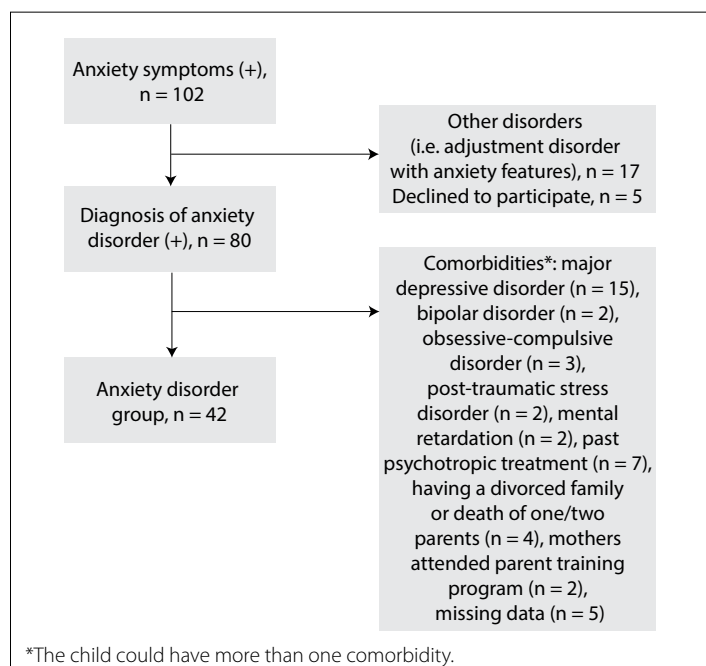 Anxiety symptoms (+),
n = 102
Other disorders
(i.e. adjustment disorder
with anxiety features), n = 17
Declined to participate, n = 5
Diagnosis of anxiety
disorder (+), n = 80
Comorbidities*: major
depressive disorder (n = 15),
bipolar disorder (n = 2),
obsessive-compulsive
disorder (n = 3),
post-traumatic stress
disorder (n = 2), mental
retardation (n = 2), past
psychotropic treatment (n = 7),
having a divorced family
or death of one/two
parents (n = 4), mothers
attended parent training
program (n = 2),
missing data (n = 5)
Anxiety disorder
group, n = 42
*The child could have more than one comorbidity.